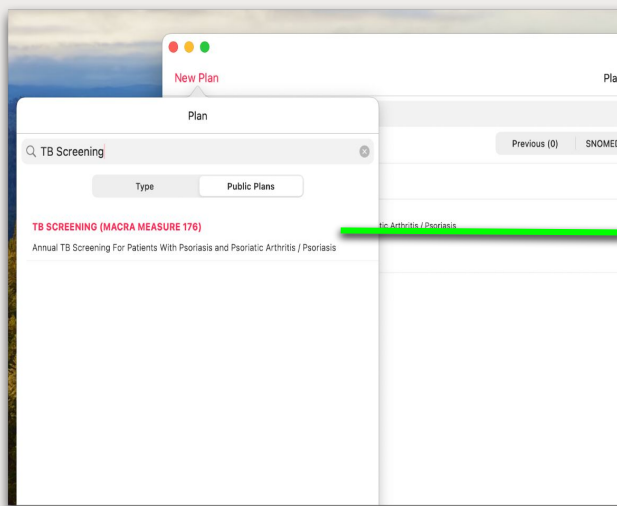 New Plan
Pla
Plan
TB Screening
Previous (0) SNOMED
Type Public Plans
TB SCREENING (MACRA MEASURE 176)
tic Arthritis / Psoriasis
Annual TB Screening For Patients With Psoriasis and Psoriatic Arthritis / Psoriasis